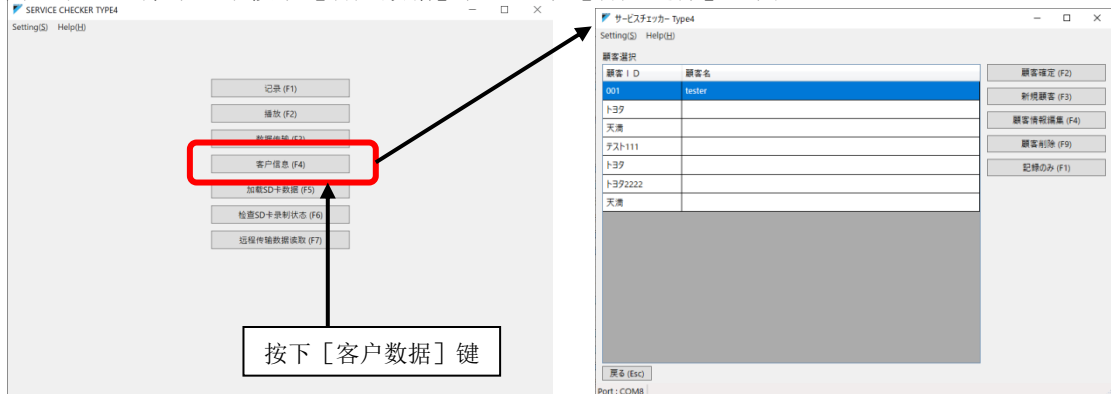 SERVICE CHECKER TYPE4
Setting(S) Help(H)
记录 (F1)
播放 (F2)
数据传输 (F3)
客户信息 (F4)
加载SD卡数据 (F5)
检查SD卡录制状态 (F6)
远程传输数据读取 (F7)
按下［客户数据］键
サービスチェッカー Type4
Setting(S) Help(H)
顧客選択
顧客ＩＤ 顧客名
001 tester
トヨタ
天満
テスト111
トヨタ
トヨタ2222
天満
顧客確定 (F2)
新規顧客 (F3)
顧客情報編集 (F4)
顧客削除 (F9)
記録のみ (F1)
戻る (Esc)
Port : COM8